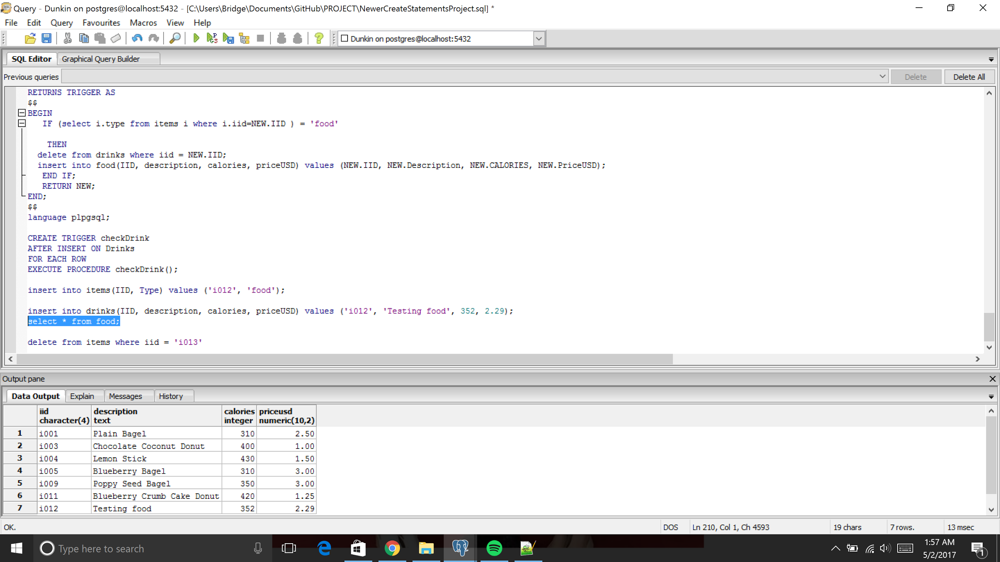 Query - Dunkin on postgres@localhost:5432 - [C:\Users\Bridge\Documents\GitHub\PROJECT\NewerCreateStatementsProject.sql] *
File Edit Query Favourites Macros View Help
Dunkin on postgres@localhost:5432
SQL Editor Graphical Query Builder
Previous queries Delete Delete All
RETURNS TRIGGER AS
$$
BEGIN
IF (select i.type from items i where i.iid=NEW.IID ) = 'food'
THEN
delete from drinks where iid = NEW.IID;
insert into food(IID, description, calories, priceUSD) values (NEW.IID, NEW.Description, NEW.CALORIES, NEW.PriceUSD);
END IF;
RETURN NEW;
END;
$$
language plpgsql;
CREATE TRIGGER checkDrink
AFTER INSERT ON Drinks
FOR EACH ROW
EXECUTE PROCEDURE checkDrink();
insert into items(IID, Type) values ('i012', 'food');
insert into drinks(IID, description, calories, priceUSD) values ('i012', 'Testing food', 352, 2.29);
select * from food;
delete from items where iid = 'i013'
Output pane
Data Output Explain Messages History
iid description calories priceusd
character(4) text integer numeric(10,2)
1 i001 Plain Bagel 310 2.50
2 i003 Chocolate Coconut Donut 400 1.00
3 i004 Lemon Stick 430 1.50
4 i005 Blueberry Bagel 310 3.00
5 i009 Poppy Seed Bagel 350 3.00
6 i011 Blueberry Crumb Cake Donut 420 1.25
7 i012 Testing food 352 2.29
OK. DOS Ln 210, Col 1, Ch 4593 19 chars 7 rows. 13 msec
Type here to search
1:57 AM
5/2/2017
1